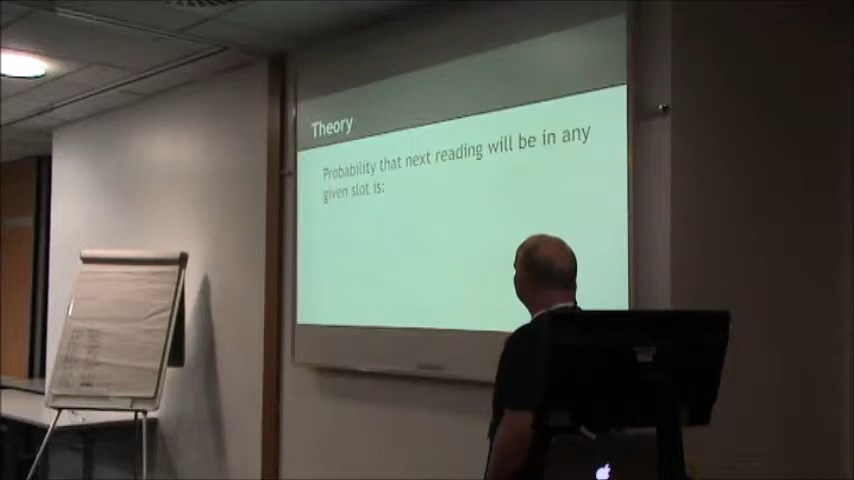 Theory
Probability that next reading will be in any
given slot is: